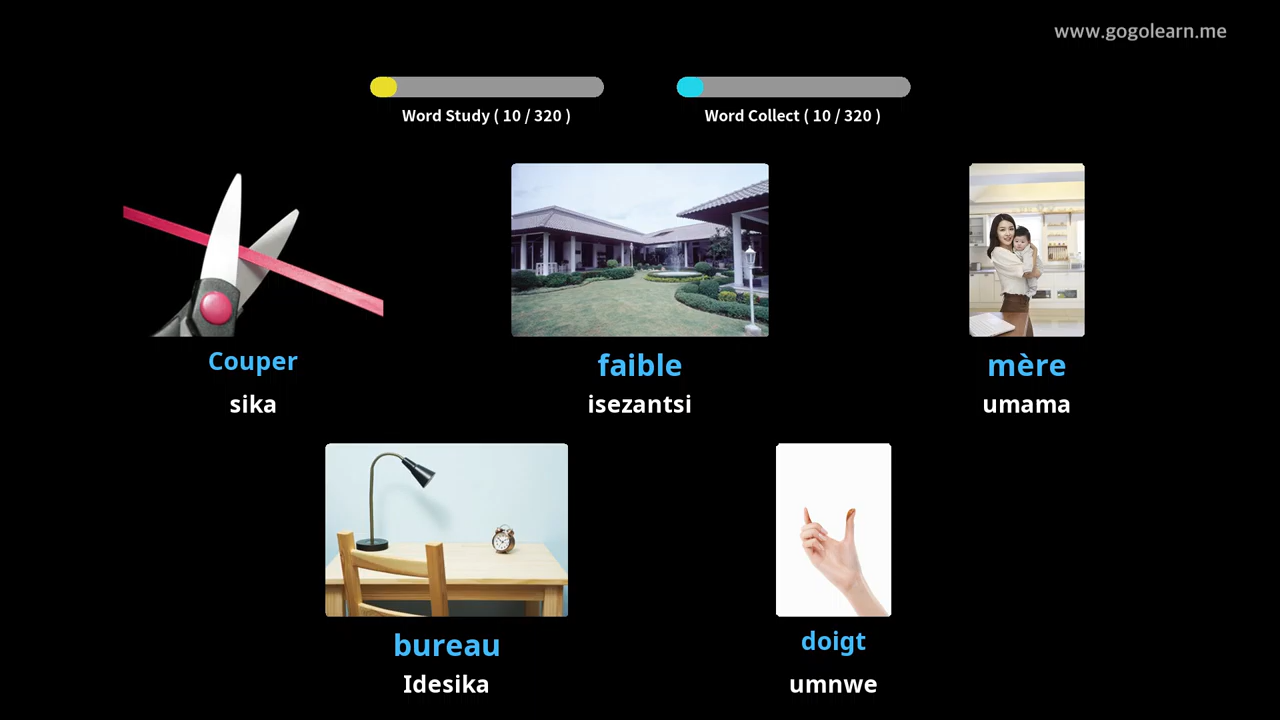 www.gogolearn.me
Word Study ( 10 / 320 )
Word Collect ( 10 / 320 )
Couper
sika
faible
isezantsi
mère
umama
bureau
Idesika
doigt
umnwe